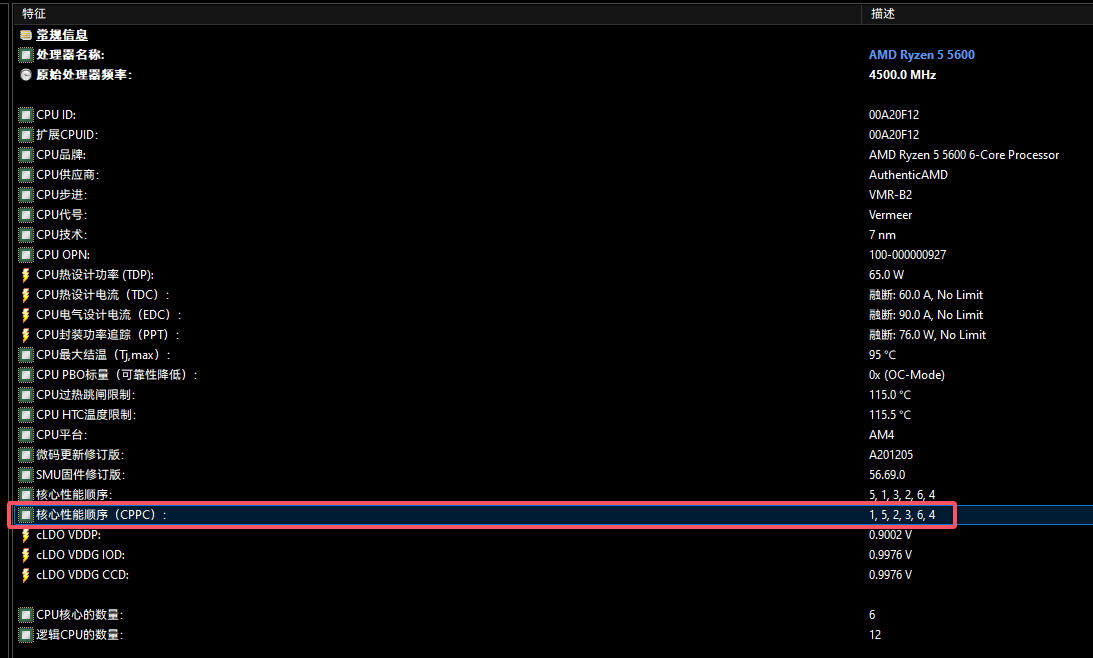 特征 描述
常规信息
处理器名称: AMD Ryzen 5 5600
原始处理器频率: 4500.0 MHz
CPU ID: 00A20F12
扩展CPUID: 00A20F12
CPU品牌: AMD Ryzen 5 5600 6-Core Processor
CPU供应商: AuthenticAMD
CPU步进: VMR-B2
CPU代号: Vermeer
CPU技术: 7 nm
CPU OPN: 100-000000927
CPU热设计功率 (TDP): 65.0 W
CPU热设计电流（TDC）: 融断: 60.0 A, No Limit
CPU电气设计电流（EDC）: 融断: 90.0 A, No Limit
CPU封装功率追踪（PPT）: 融断: 76.0 W, No Limit
CPU最大结温（Tj,max）: 95 °C
CPU PBO标量（可靠性降低）: 0x (OC-Mode)
CPU过热跳闸限制: 115.0 °C
CPU HTC温度限制: 115.5 °C
CPU平台: AM4
微码更新修订版: A201205
SMU固件修订版: 56.69.0
核心性能顺序: 5, 1, 3, 2, 6, 4
核心性能顺序（CPPC）: 1, 5, 2, 3, 6, 4
cLDO VDDP: 0.9002 V
cLDO VDDG IOD: 0.9976 V
cLDO VDDG CCD: 0.9976 V
CPU核心的数量: 6
逻辑CPU的数量: 12